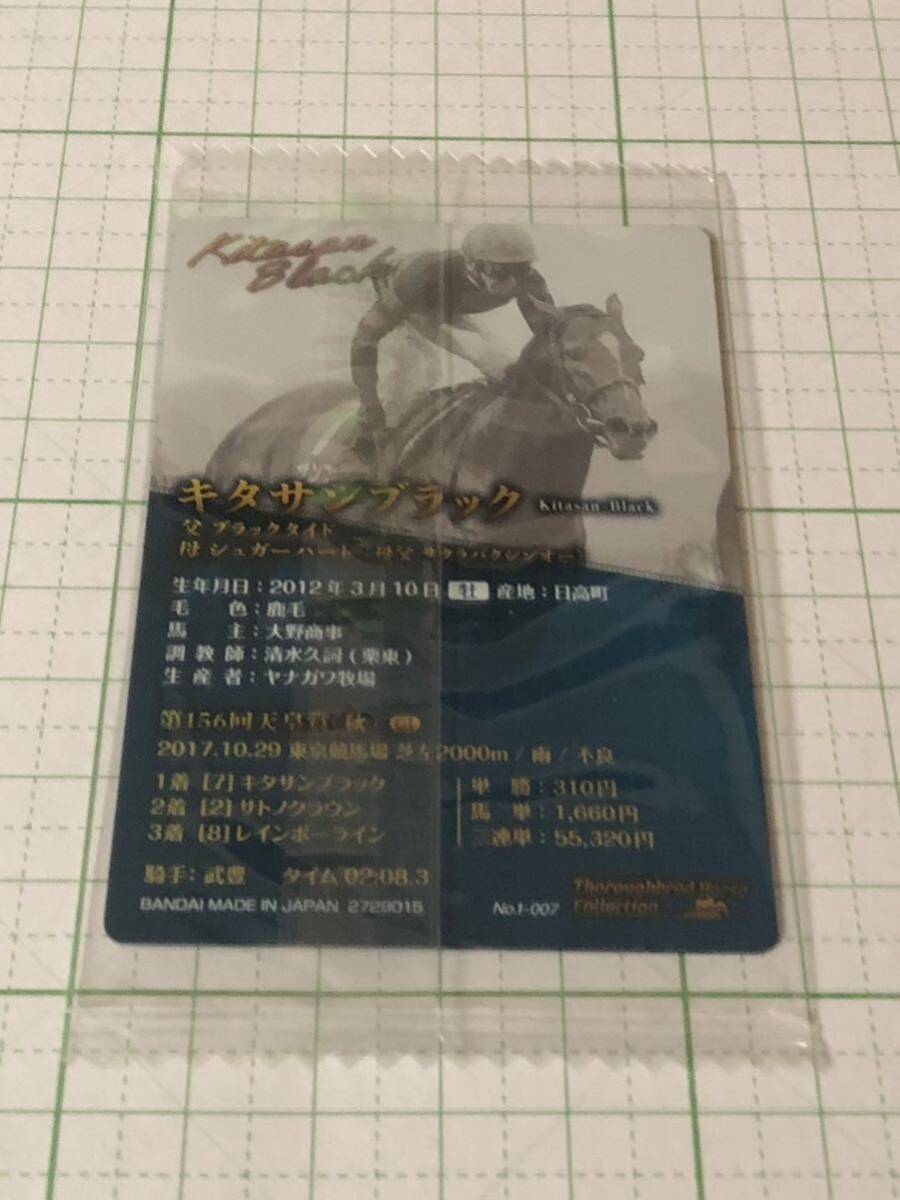 Kitasan
Black
キタサンブラック Kitasan Black
父 ブラックタイド
母 シュガーハート 母父 サクラバクシンオー
生年月日：2012年3月10日 牡 産地：日高町
毛色：鹿毛
馬主：大野商事
調教師：清水久詞(栗東)
生産者：ヤナガワ牧場
第156回天皇賞 秋 GI
2017.10.29 東京競馬場 芝左2000m / 雨 / 不良
1着 [7] キタサンブラック 単勝：310円
2着 [2] サトノクラウン 馬単：1,660円
3着 [8] レインボーライン 三連単：55,320円
騎手：武豊 タイム 02:08.3
BANDAI MADE IN JAPAN 2729015 No.1-007
Thoroughbred Horse
Collection